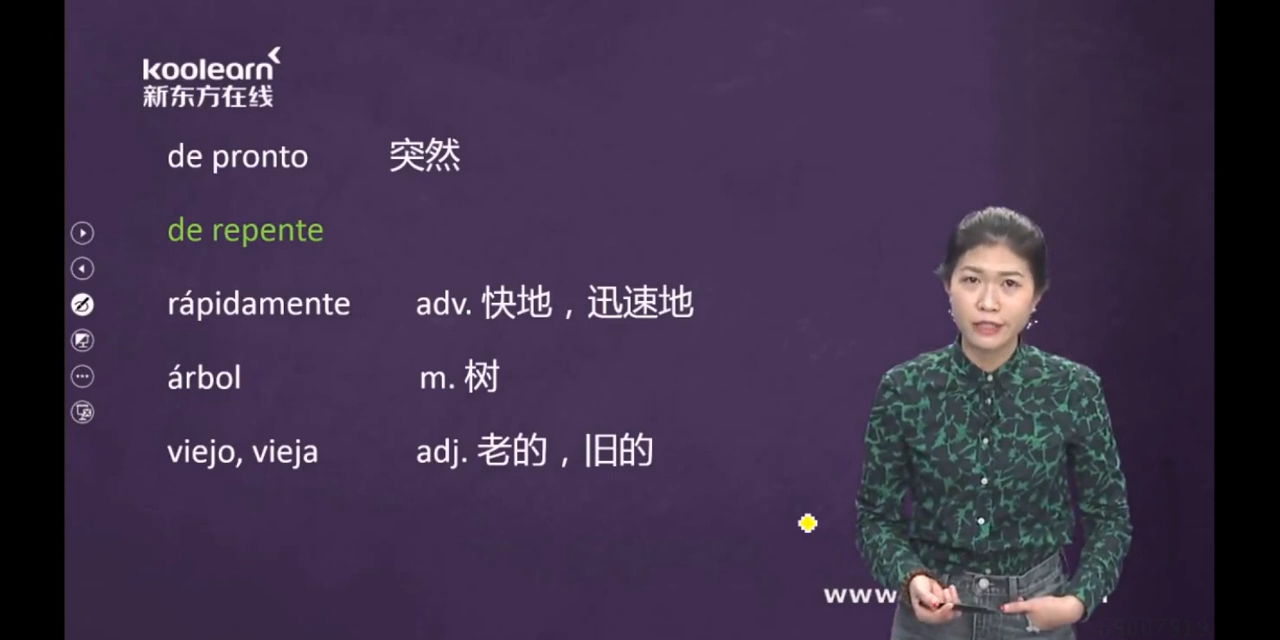 koolearn
新东方在线
de pronto 突然
de repente
rápidamente adv. 快地，迅速地
árbol m. 树
viejo, vieja adj. 老的，旧的
www